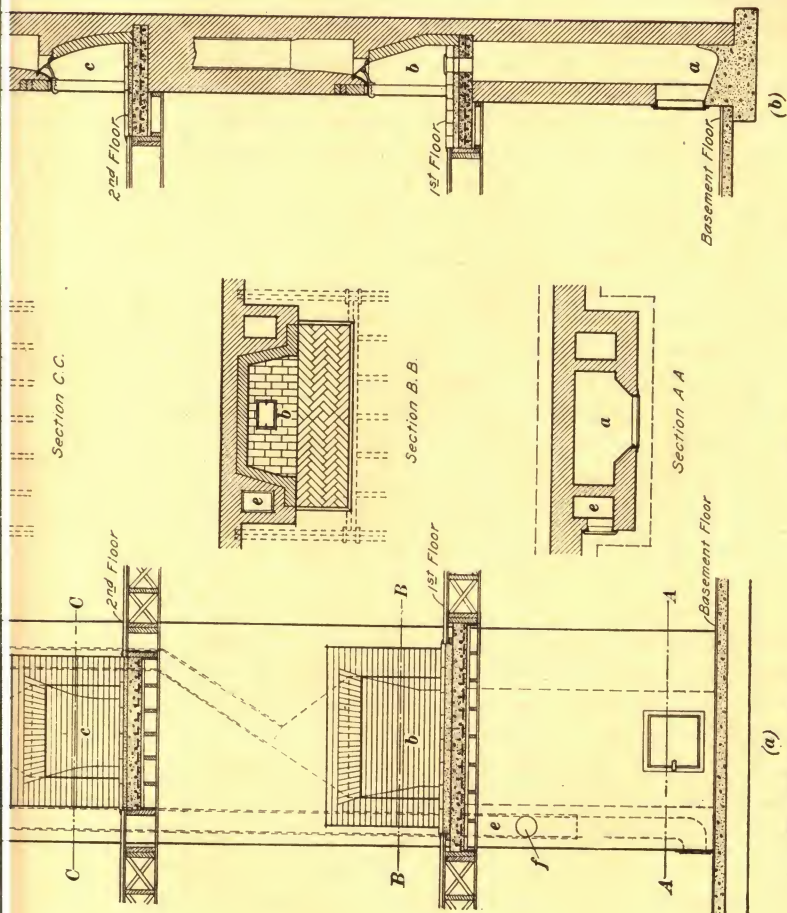 c
2nd Floor
b
1st Floor
a
Basement Floor
(b)
Section C.C.
b
e
Section B.B.
a
e
Section A A
C
C
2nd Floor
c
B
B
1st Floor
b
e
f
A
A
Basement Floor
(a)